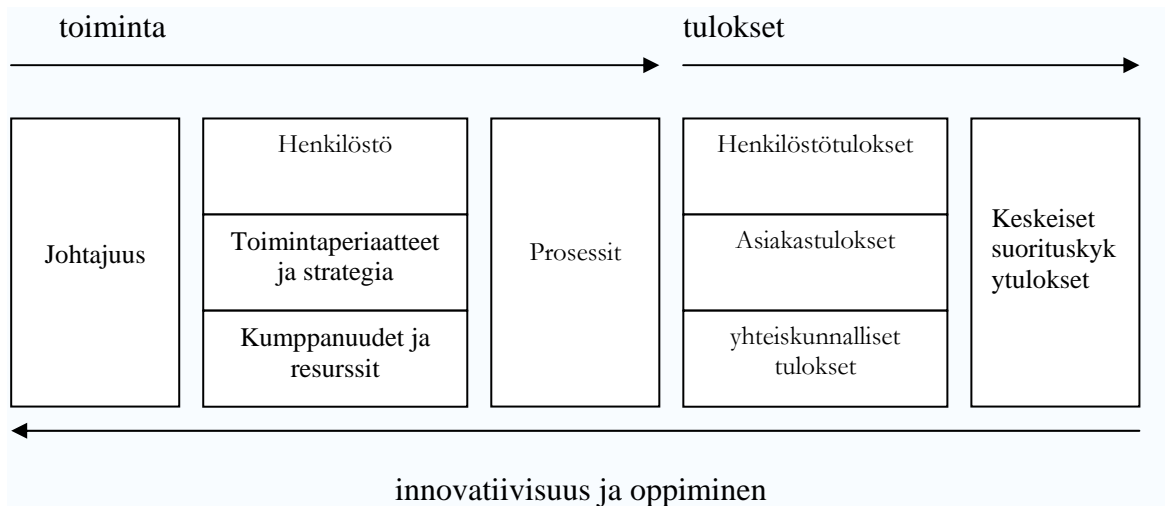 toiminta
tulokset
Johtajuus
Henkilöstö
Toimintaperiaatteet
ja strategia
Kumppanuudet ja
resurssit
Prosessit
Henkilöstötulokset
Asiakastulokset
yhteiskunnalliset
tulokset
Keskeiset
suorituskyk
ytulokset
innovatiivisuus ja oppiminen